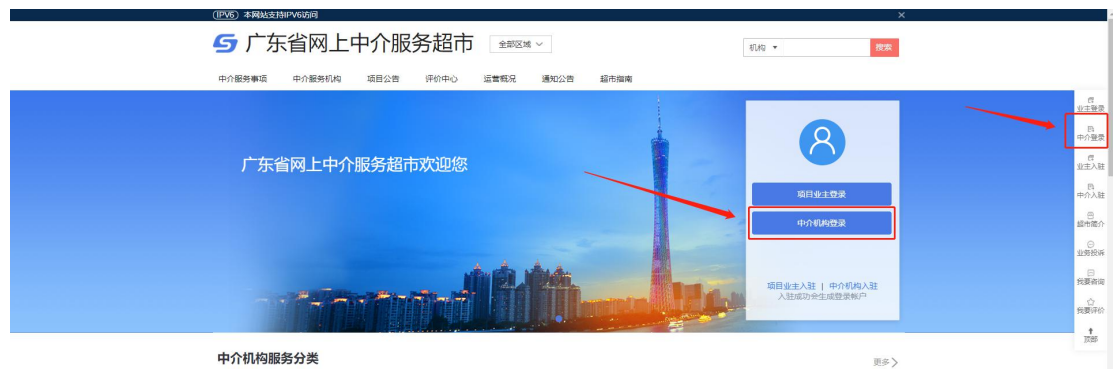 IPV6 本网站支持IPV6访问
广东省网上中介服务超市 全部区域
机构 搜索
中介服务事项 中介服务机构 项目公告 评价中心 运营概况 通知公告 超市指南
广东省网上中介服务超市欢迎您
项目业主登录
中介机构登录
项目业主入驻 | 中介机构入驻
入驻成功会生成登录帐户
业主登录
中介登录
业主入驻
中介入驻
超市简介
业务投诉
我要咨询
我要评价
顶部
中介机构服务分类
更多